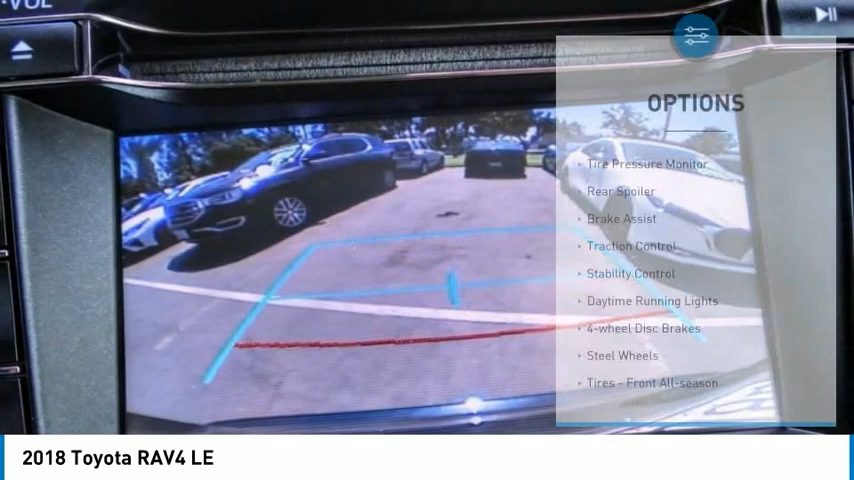 VOL
OPTIONS
Tire Pressure Monitor
Rear Spoiler
Brake Assist
Traction Control
Stability Control
Daytime Running Lights
4-wheel Disc Brakes
Steel Wheels
Tires - Front All-season
2018 Toyota RAV4 LE